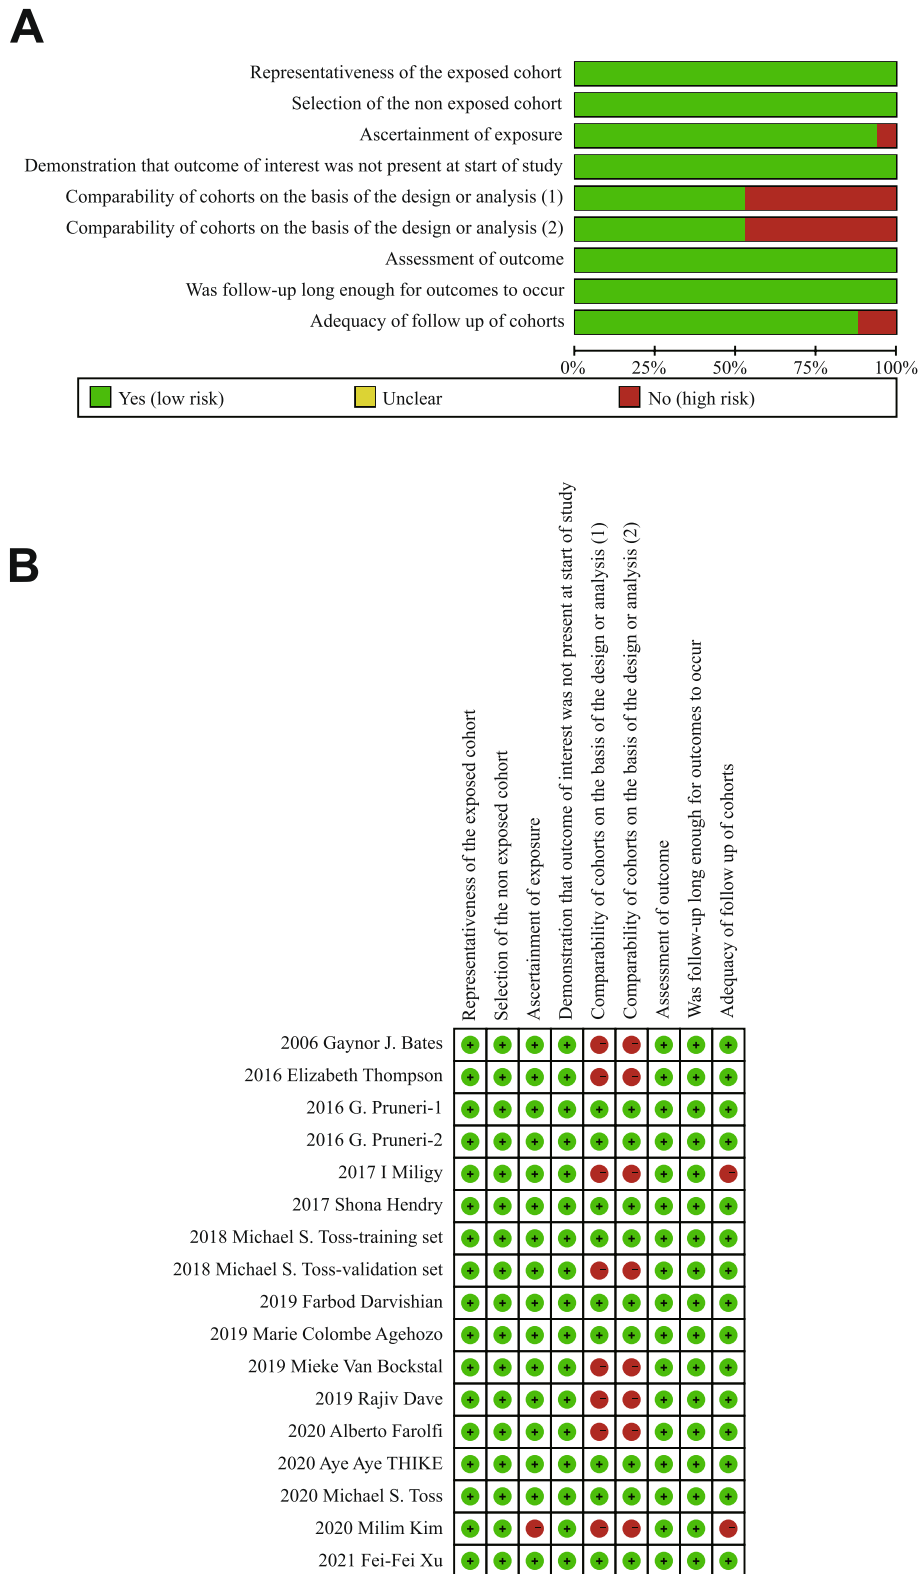 A
Representativeness of the exposed cohort
Selection of the non exposed cohort
Ascertainment of exposure
Demonstration that outcome of interest was not present at start of study
Comparability of cohorts on the basis of the design or analysis (1)
Comparability of cohorts on the basis of the design or analysis (2)
Assessment of outcome
Was follow-up long enough for outcomes to occur
Adequacy of follow up of cohorts
0% 25% 50% 75% 100%
Yes (low risk) Unclear No (high risk)
B
Representativeness of the exposed cohort
Selection of the non exposed cohort
Ascertainment of exposure
Demonstration that outcome of interest was not present at start of study
Comparability of cohorts on the basis of the design or analysis (1)
Comparability of cohorts on the basis of the design or analysis (2)
Assessment of outcome
Was follow-up long enough for outcomes to occur
Adequacy of follow up of cohorts
2006 Gaynor J. Bates + + + + - - + + +
2016 Elizabeth Thompson + + + + - - + + +
2016 G. Pruneri-1 + + + + + + + + +
2016 G. Pruneri-2 + + + + + + + + +
2017 I Miligy + + + + - - + + -
2017 Shona Hendry + + + + + + + + +
2018 Michael S. Toss-training set + + + + + + + + +
2018 Michael S. Toss-validation set + + + + - - + + +
2019 Farbod Darvishian + + + + + + + + +
2019 Marie Colombe Agehozo + + + + + + + + +
2019 Mieke Van Bockstal + + + + - - + + +
2019 Rajiv Dave + + + + - - + + +
2020 Alberto Farolfi + + + + - - + + +
2020 Aye Aye THIKE + + + + + + + + +
2020 Michael S. Toss + + + + + + + + +
2020 Milim Kim + + - + - - + + -
2021 Fei-Fei Xu + + + + + + + + +